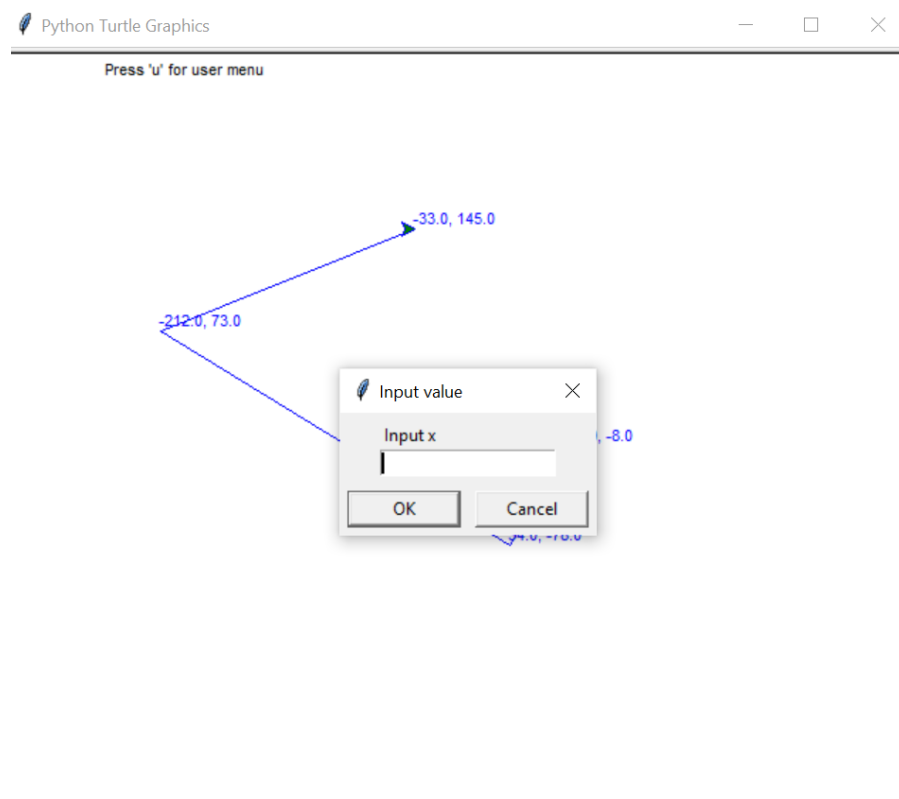 Python Turtle Graphics
Press 'u' for user menu
-33.0, 145.0
-212.0, 73.0
Input value
Input x
, -8.0
OK Cancel